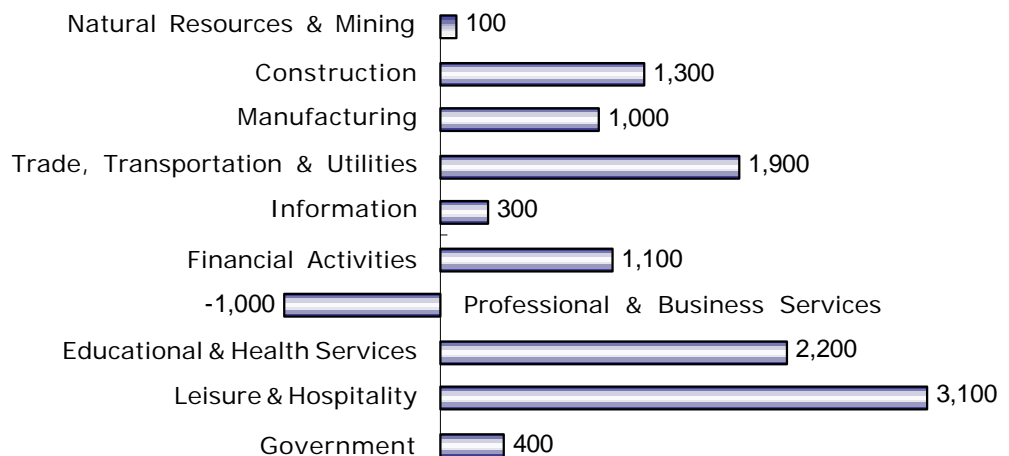 Natural Resources & Mining 100
Construction 1,300
Manufacturing 1,000
Trade, Transportation & Utilities 1,900
Information 300
Financial Activities 1,100
-1,000 Professional & Business Services
Educational & Health Services 2,200
Leisure & Hospitality 3,100
Government 400